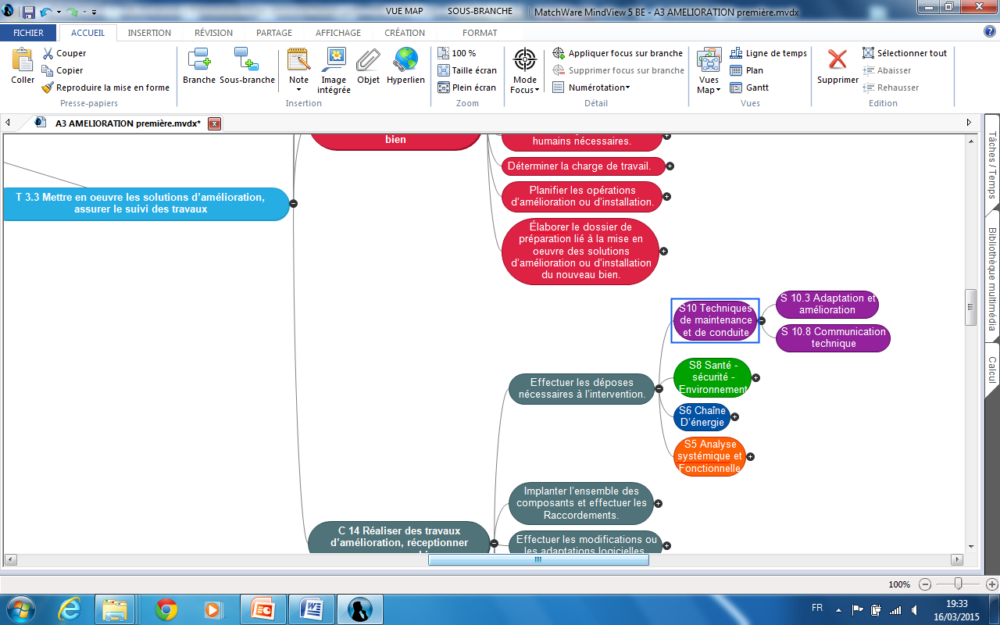 VUE MAP SOUS-BRANCHE MatchWare MindView 5 BE - A3 AMELIORATION première.mvdx
FICHIER ACCUEIL INSERTION RÉVISION PARTAGE AFFICHAGE CRÉATION FORMAT
Coller
Couper
Copier
Reproduire la mise en forme
Presse-papiers
Branche
Sous-branche
Note
Image
intégrée
Objet
Hyperlien
Insertion
100 %
Taille écran
Plein écran
Zoom
Mode
Focus
Appliquer focus sur branche
Supprimer focus sur branche
Numérotation
Détail
Vues
Map
Ligne de temps
Plan
Gantt
Vues
Supprimer
Sélectionner tout
Abaisser
Rehausser
Edition
A3 AMELIORATION première.mvdx*
bien
humains nécessaires.
Déterminer la charge de travail.
T 3.3 Mettre en oeuvre les solutions d'amélioration,
assurer le suivi des travaux
Planifier les opérations
d'amélioration ou d'installation.
Élaborer le dossier de
préparation lié à la mise en
oeuvre des solutions
d'amélioration ou d'installation
du nouveau bien.
S10 Techniques
de maintenance
et de conduite
S 10.3 Adaptation et
amélioration
S 10.8 Communication
technique
Effectuer les déposes
nécessaires à l'intervention.
S8 Santé -
sécurité -
Environnement
S6 Chaîne
D'énergie
S5 Analyse
systémique et
Fonctionnelle
Implanter l'ensemble des
composants et effectuer les
Raccordements.
C 14 Réaliser des travaux
d'amélioration, réceptionner
Effectuer les modifications ou
les adaptations logicielles
Tâches / Temps
Bibliothèque multimédia
Calcul
100%
FR
19:33
16/03/2015